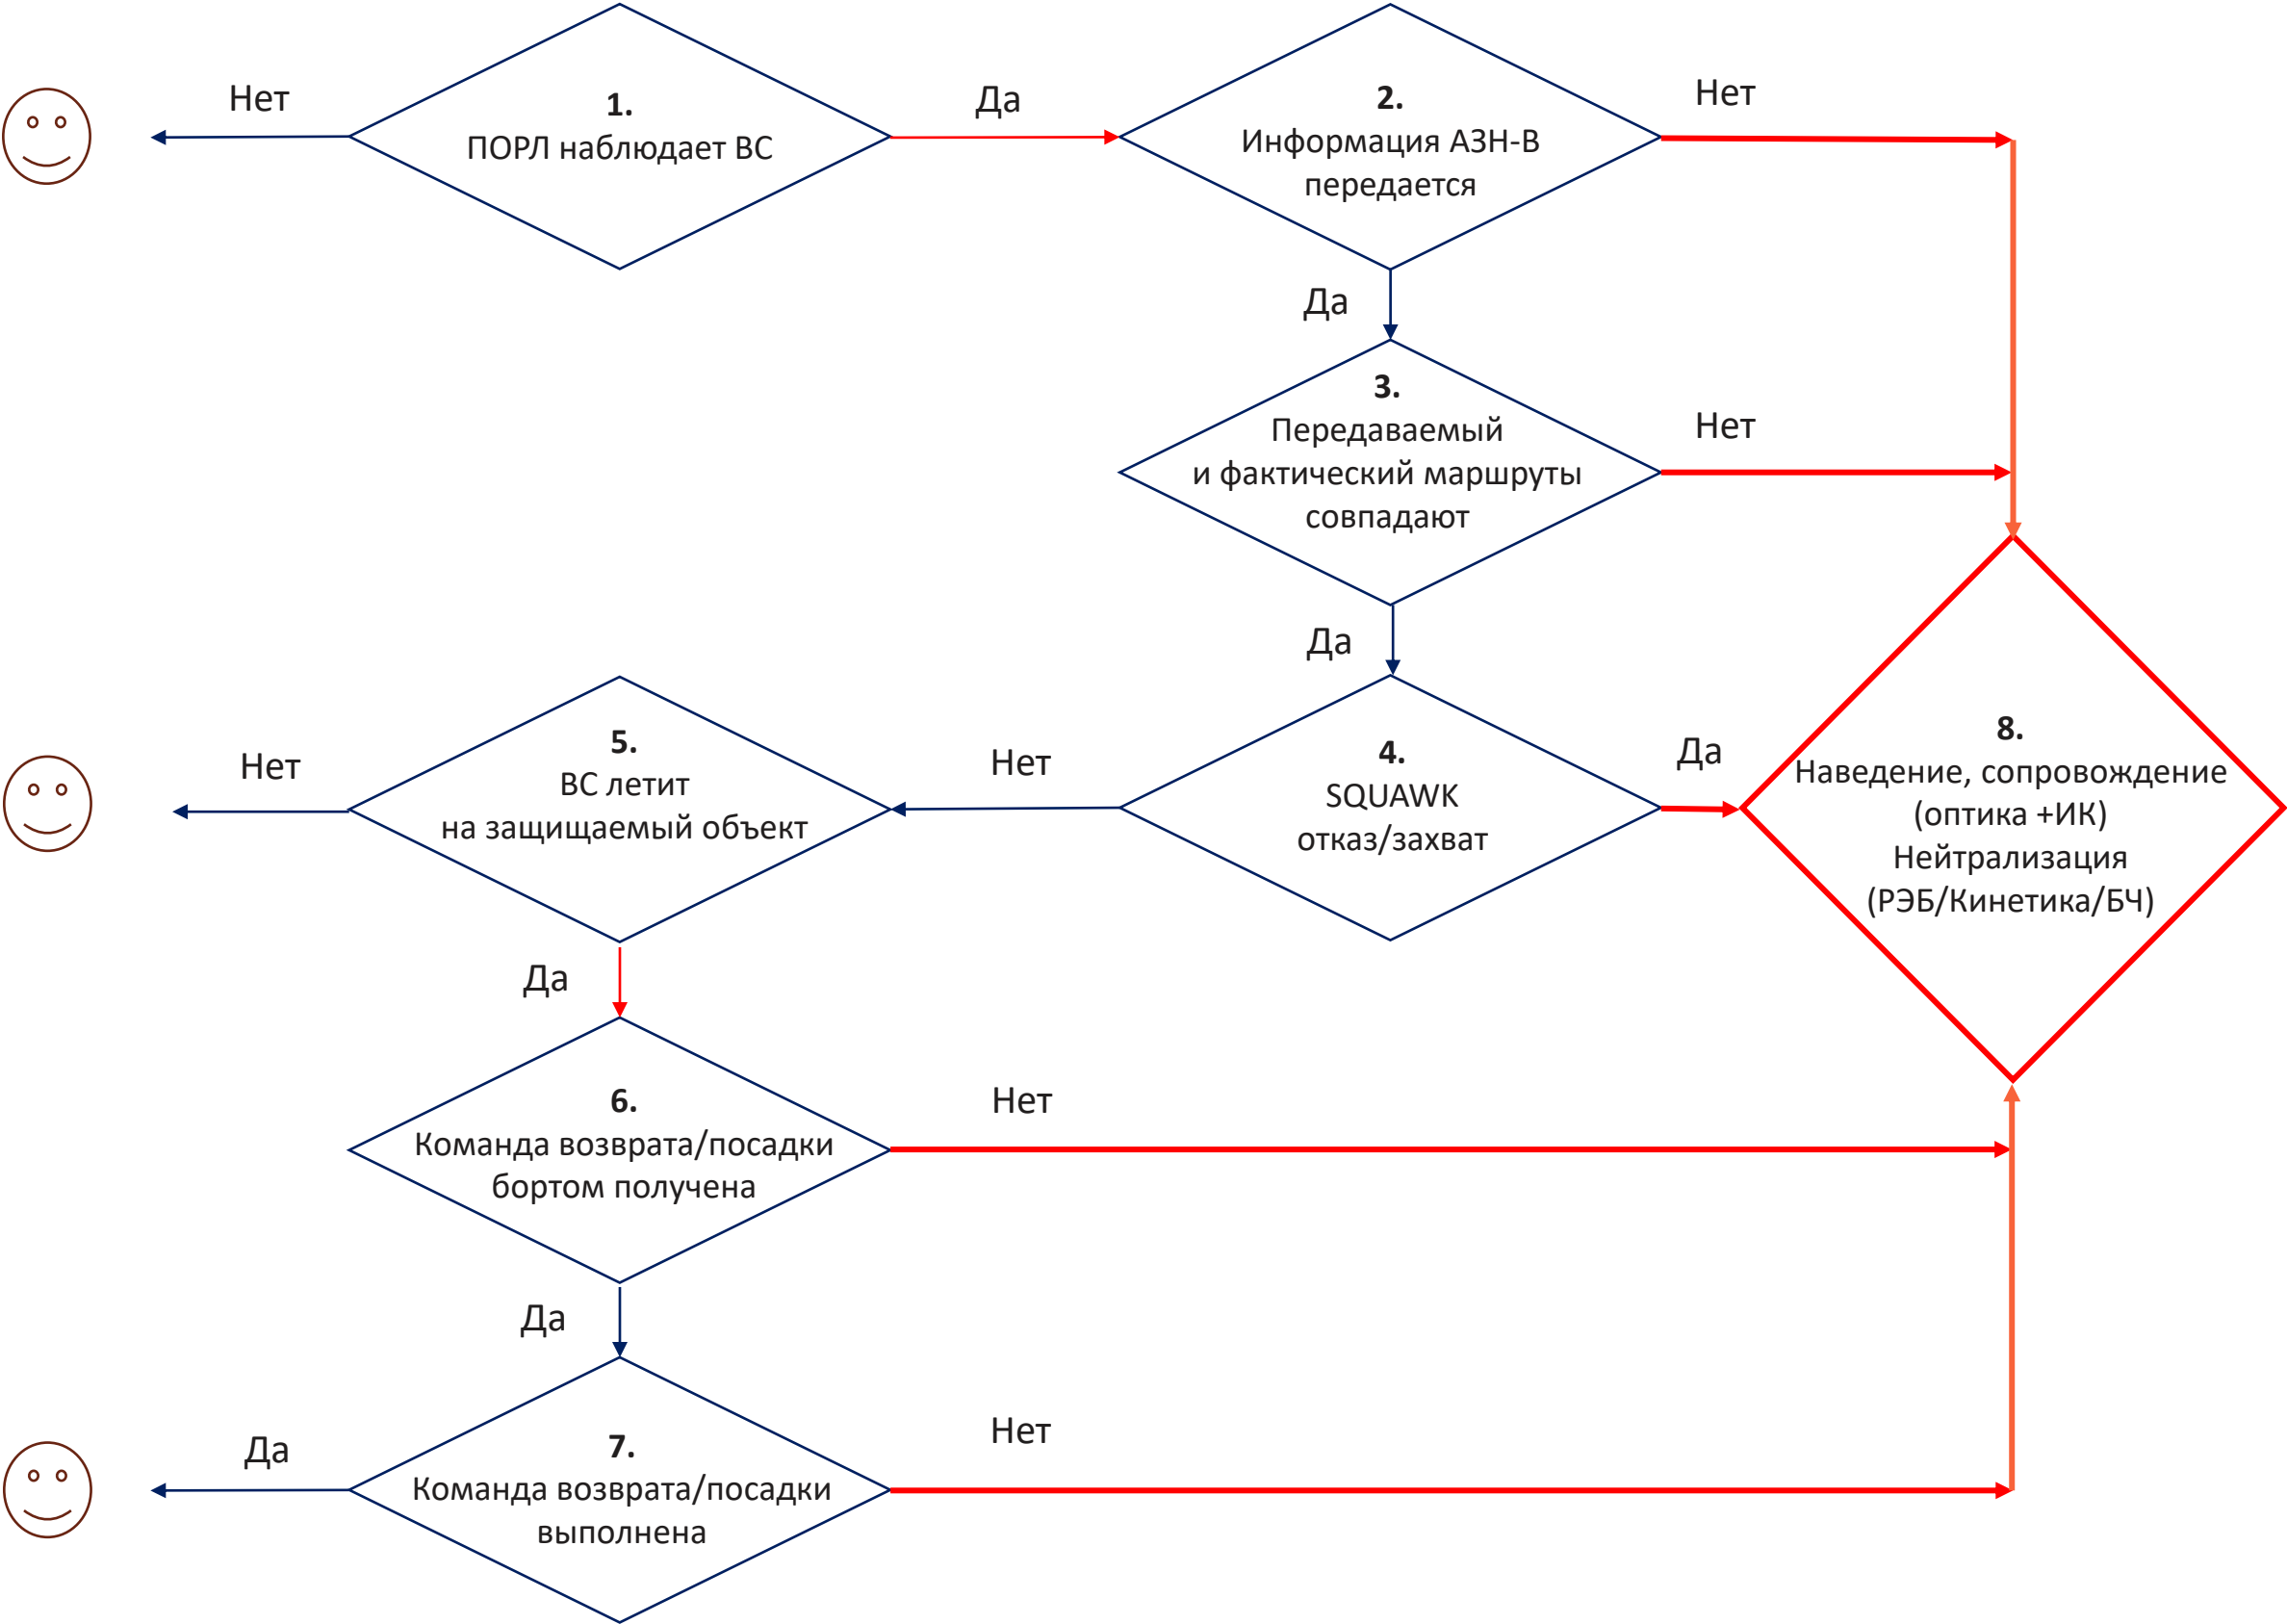 Нет
1.
ПОРЛ наблюдает ВС
Да
2.
Информация АЗН-В
передается
Нет
Да
3.
Передаваемый
и фактический маршруты
совпадают
Нет
Да
Нет
5.
ВС летит
на защищаемый объект
Нет
4.
SQUAWK
отказ/захват
Да
8.
Наведение, сопровождение
(оптика +ИК)
Нейтрализация
(РЭБ/Кинетика/БЧ)
Да
6.
Команда возврата/посадки
бортом получена
Нет
Да
Да
7.
Команда возврата/посадки
выполнена
Нет